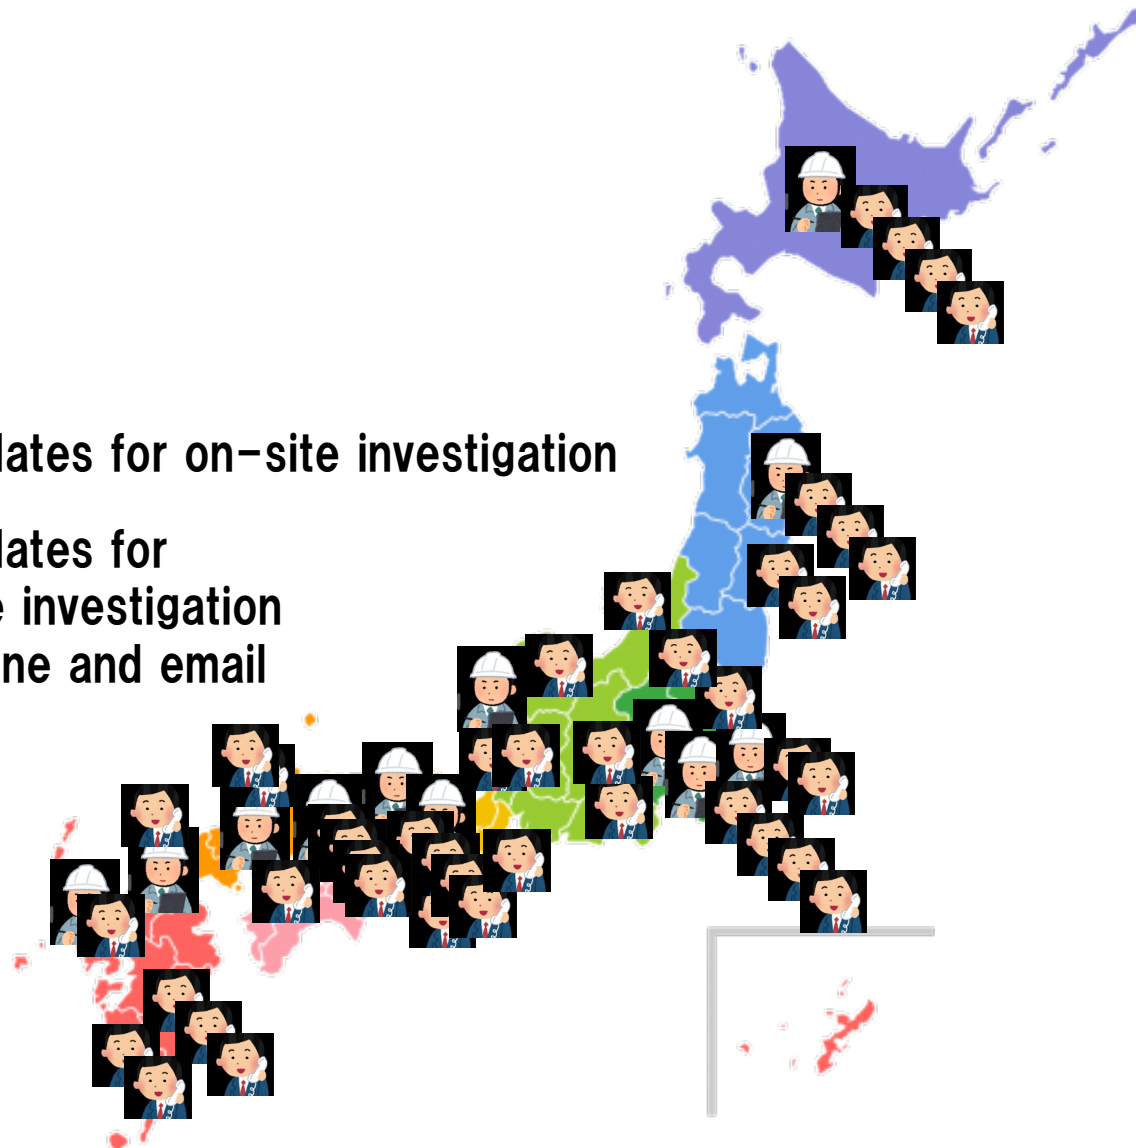 lates for on-site investigation
lates for
e investigation
ne and email